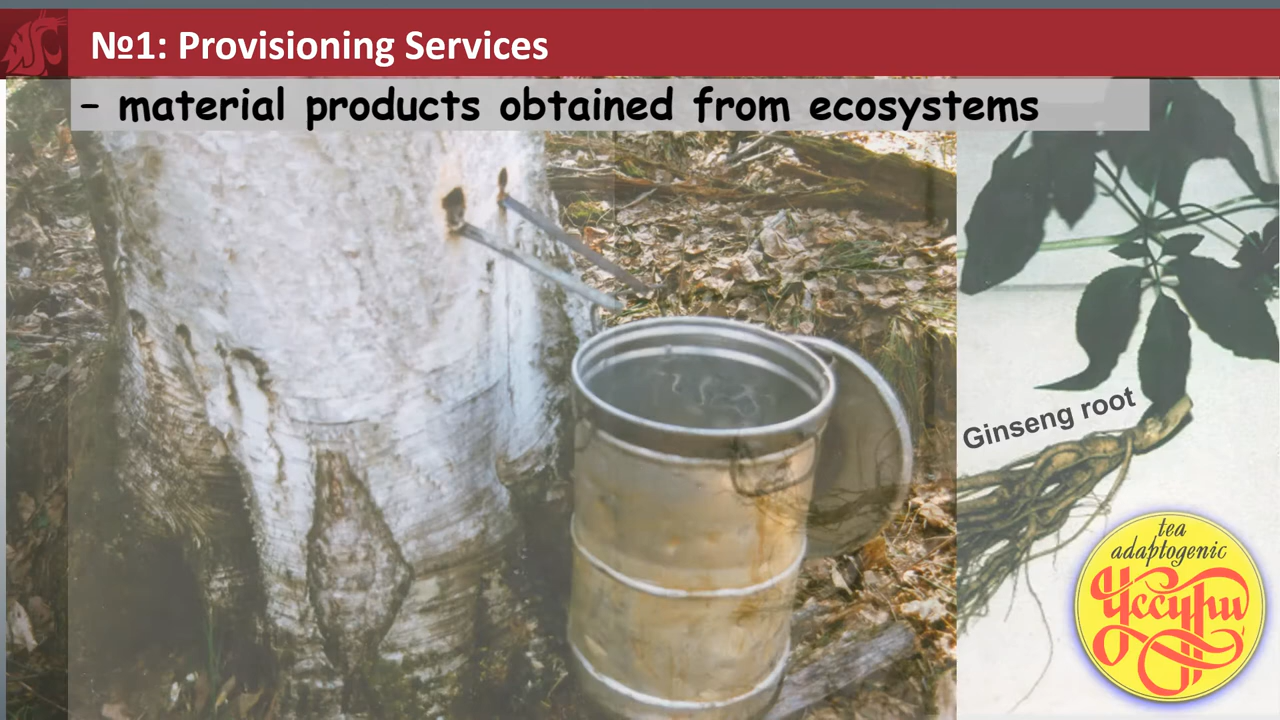 №1: Provisioning Services
– material products obtained from ecosystems
Ginseng root
tea
adaptogenic
Уссури